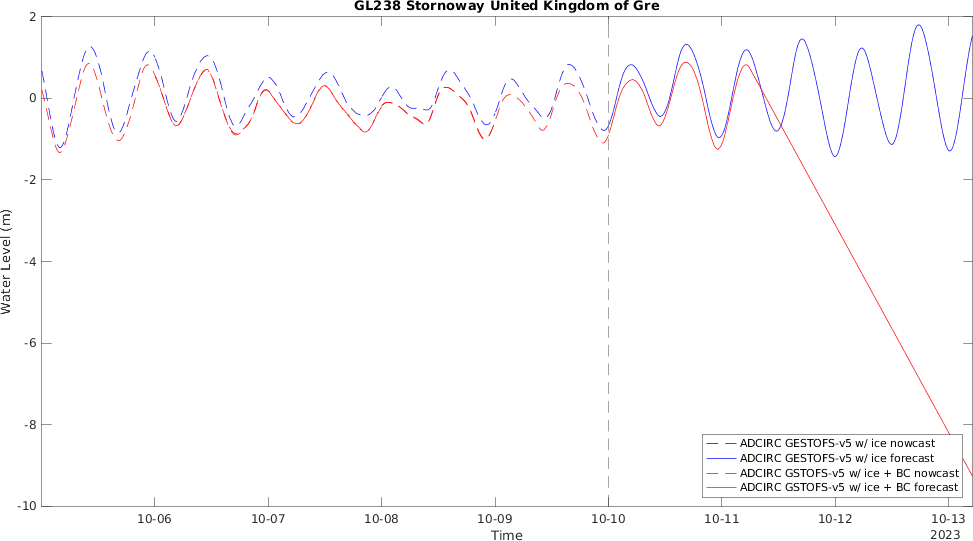 GL238 Stornoway United Kingdom of Gre
2
0
-2
-4
-6
-8
-10
Water Level (m)
ADCIRC GESTOFS-v5 w/ ice nowcast
ADCIRC GESTOFS-v5 w/ ice forecast
ADCIRC GSTOFS-v5 w/ ice + BC nowcast
ADCIRC GSTOFS-v5 w/ ice + BC forecast
10-06 10-07 10-08 10-09 10-10 10-11 10-12 10-13
2023
Time